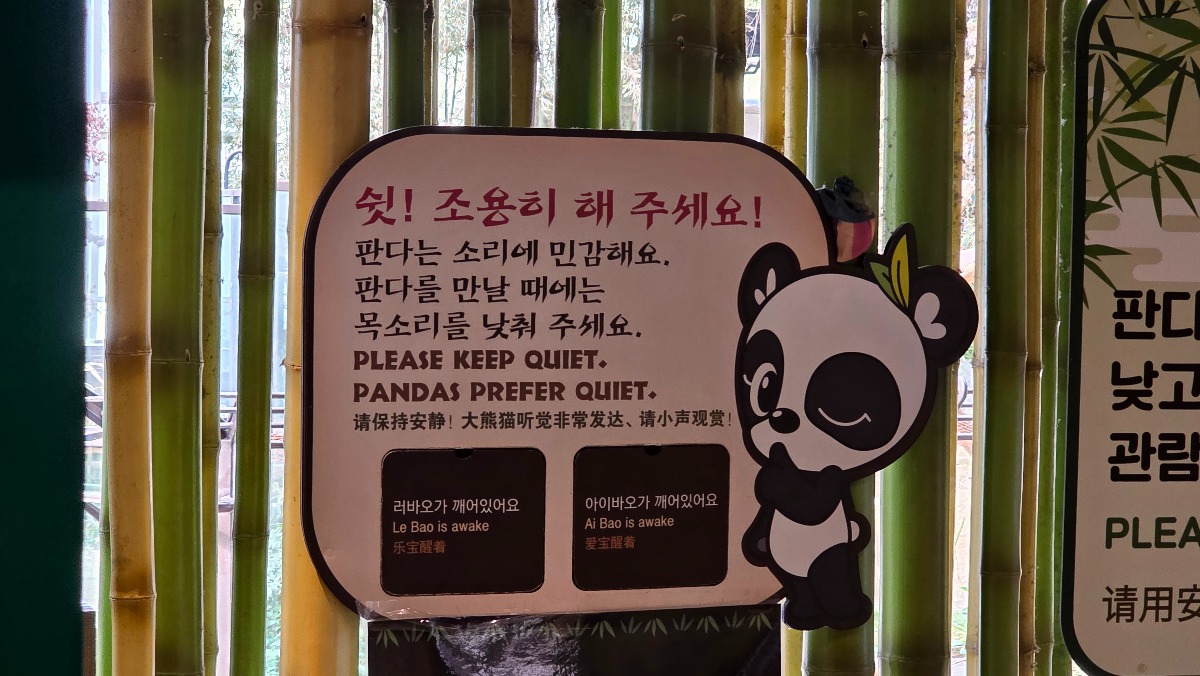 쉿! 조용히 해 주세요!
판다는 소리에 민감해요.
판다를 만날 때에는
목소리를 낮춰 주세요.
PLEASE KEEP QUIET.
PANDAS PREFER QUIET.
请保持安静！大熊猫听觉非常发达、请小声观赏！
러바오가 깨어있어요
Le Bao is awake
乐宝醒着
아이바오가 깨어있어요
Ai Bao is awake
爱宝醒着
판다
낮고
관람
PLEA
请用安